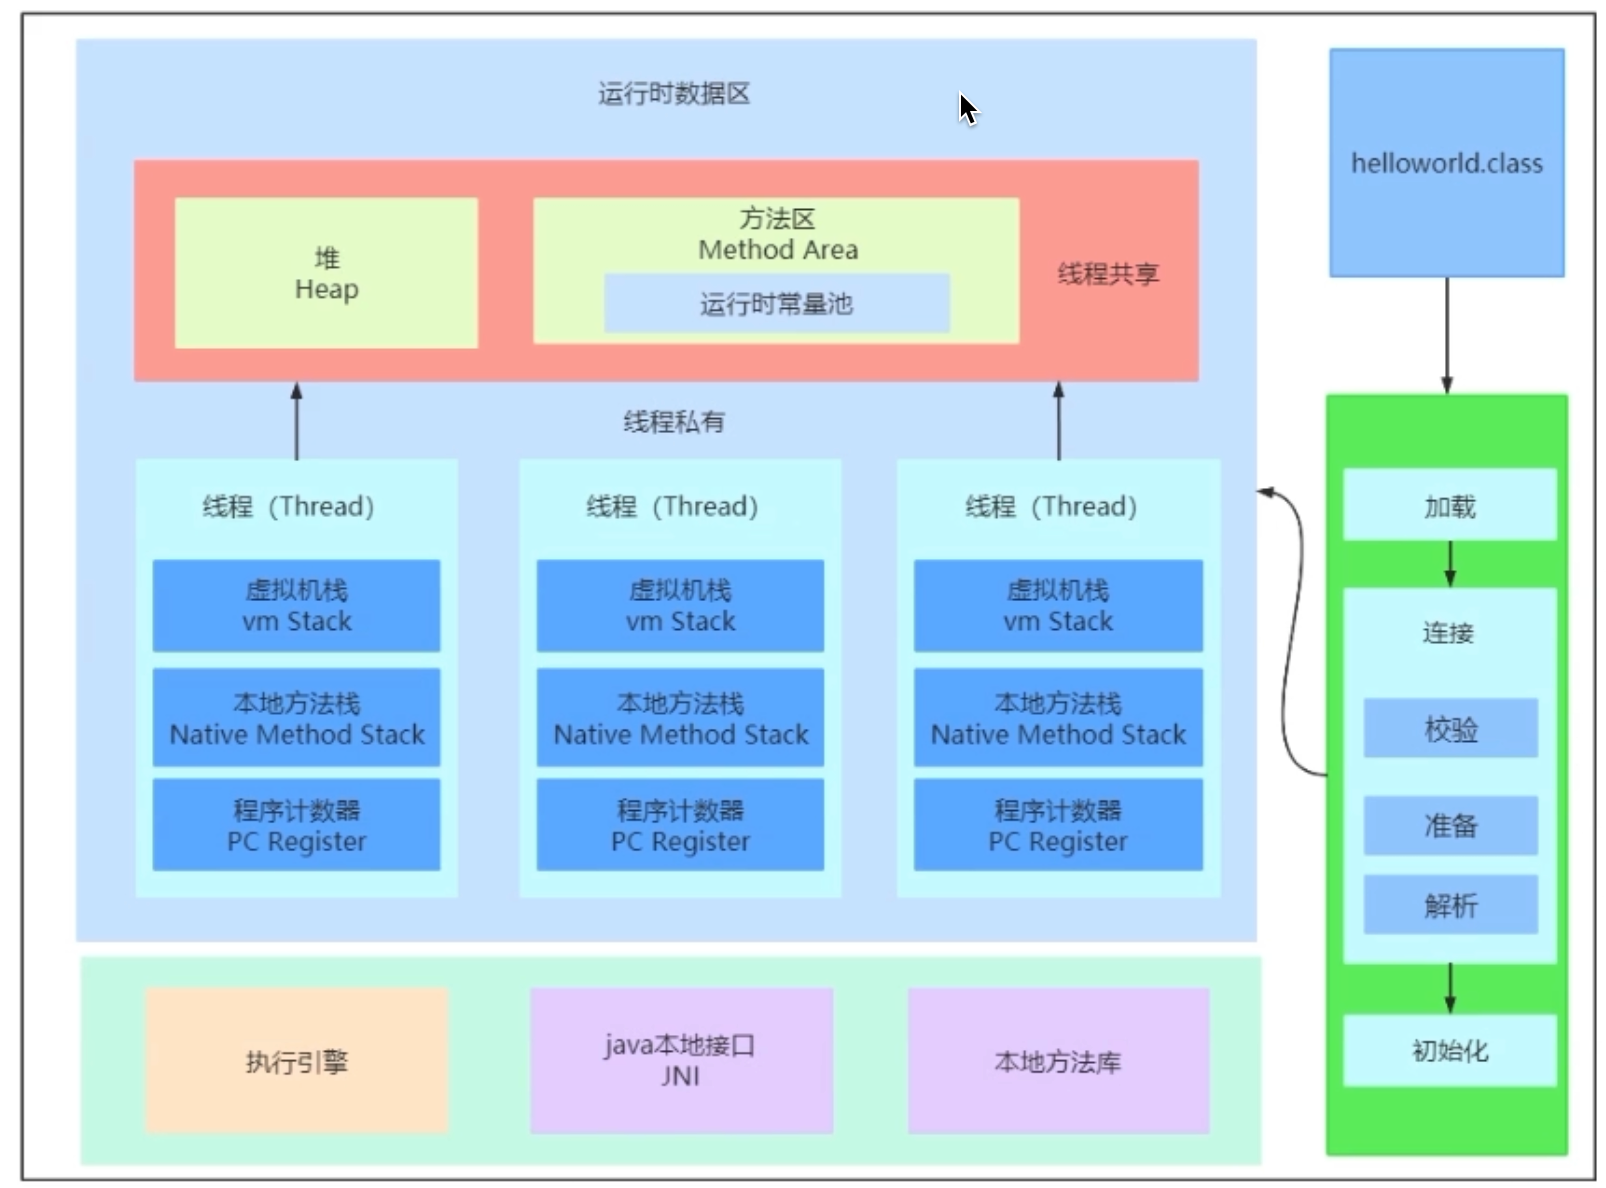 运行时数据区
堆
Heap
方法区
Method Area
运行时常量池
线程共享
线程私有
线程（Thread）
虚拟机栈
vm Stack
本地方法栈
Native Method Stack
程序计数器
PC Register
线程（Thread）
虚拟机栈
vm Stack
本地方法栈
Native Method Stack
程序计数器
PC Register
线程（Thread）
虚拟机栈
vm Stack
本地方法栈
Native Method Stack
程序计数器
PC Register
执行引擎
java本地接口
JNI
本地方法库
helloworld.class
加载
连接
校验
准备
解析
初始化